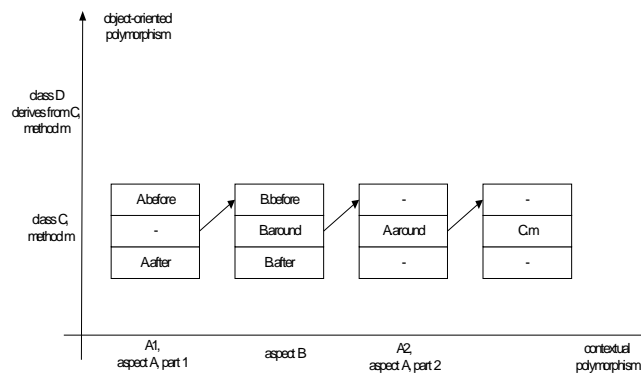 object-oriented
polymorphism
class D
derives from C,
method m
class C,
method m
A.before
-
A.after
B.before
B.around
B.after
-
A.around
-
-
C.m
-
A1,
aspect A, part 1
aspect B
A2,
aspect A, part 2
contextual
polymorphism